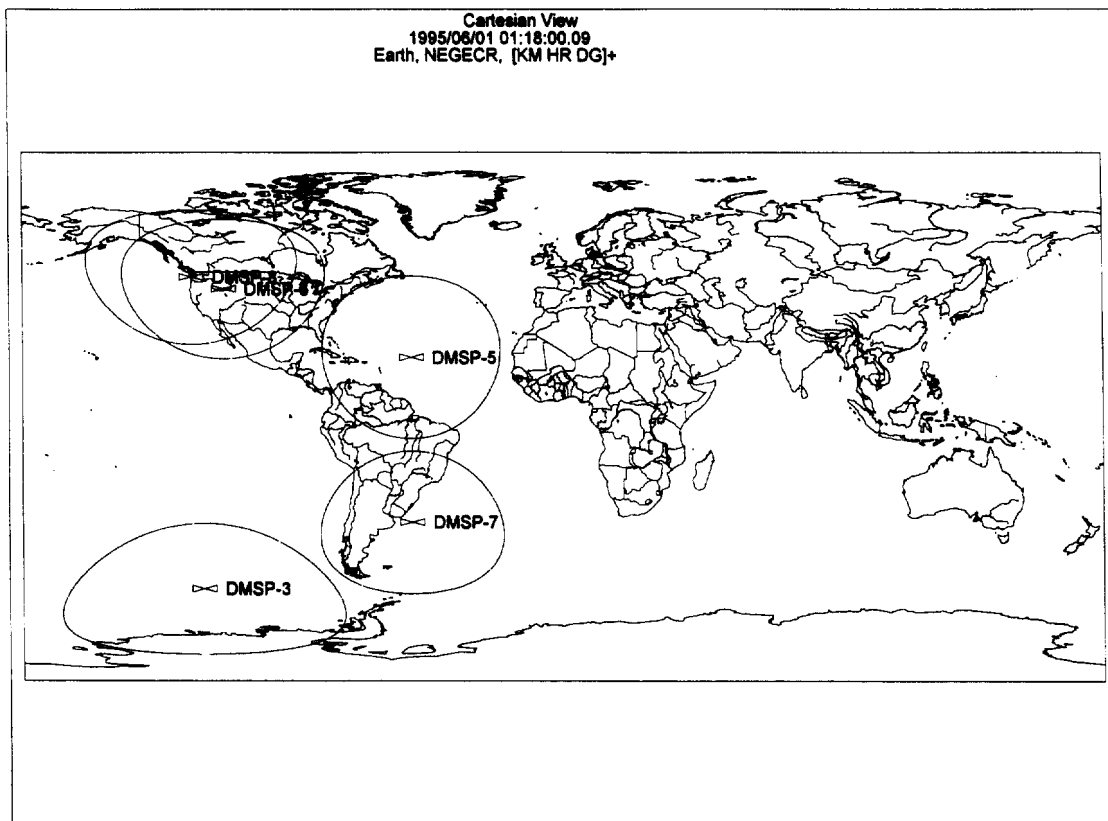 Cartesian View
1995/06/01 01:18:00.09
Earth, NEGECR, [KM HR DG]+
DMSP-5
DMSP-7
DMSP-3